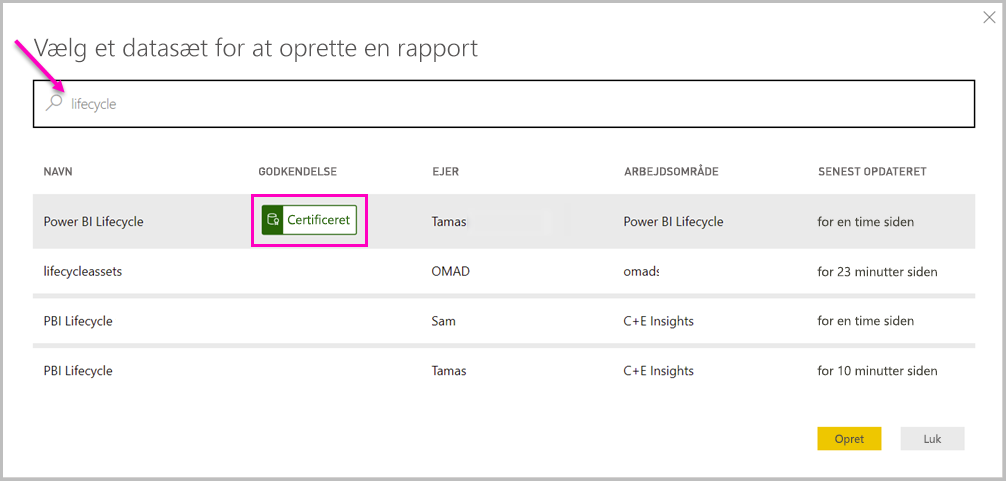 Vælg et datasæt for at oprette en rapport
lifecycle
NAVN GODKENDELSE EJER ARBEJDSOMRÅDE SENEST OPDATERET
Power BI Lifecycle Certificeret Tamas Power BI Lifecycle for en time siden
lifecycleassets OMAD omads for 23 minutter siden
PBI Lifecycle Sam C+E Insights for en time siden
PBI Lifecycle Tamas C+E Insights for 10 minutter siden
Opret Luk